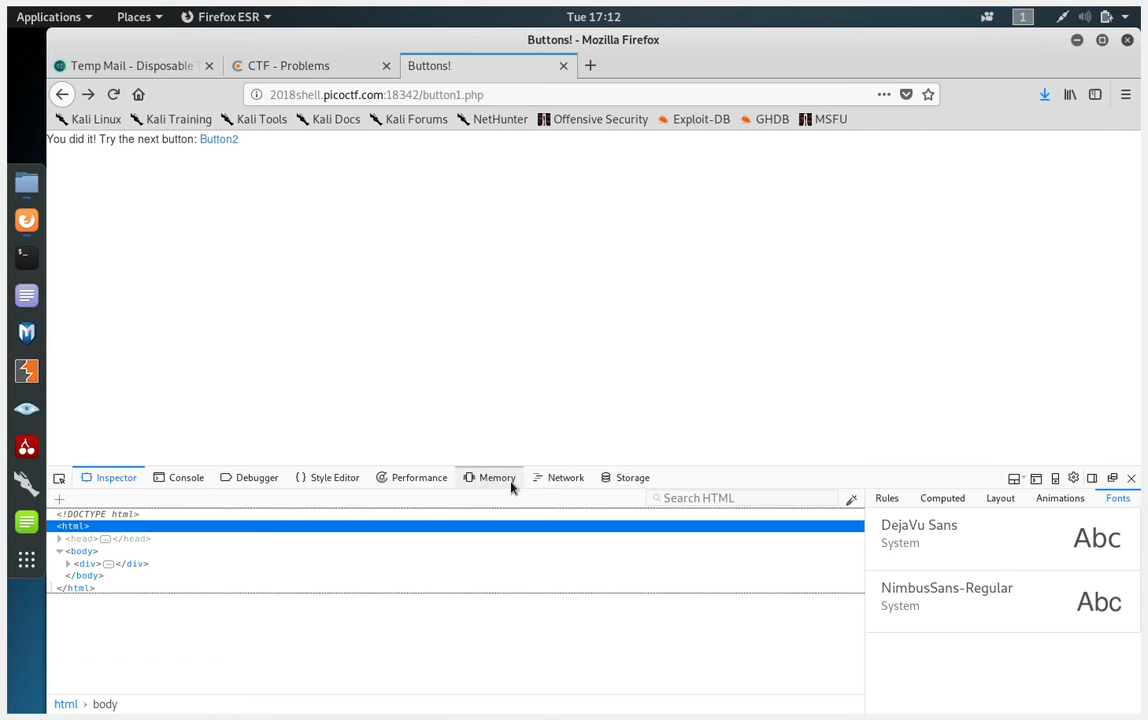 Applications Places Firefox ESR Tue 17:12 1
Buttons! - Mozilla Firefox
Temp Mail - Disposable T CTF - Problems Buttons!
2018shell.picoctf.com:18342/button1.php
Kali Linux Kali Training Kali Tools Kali Docs Kali Forums NetHunter Offensive Security Exploit-DB GHDB MSFU
You did it! Try the next button: Button2
Inspector Console Debugger {} Style Editor Performance Memory Network Storage
Search HTML
Rules Computed Layout Animations Fonts
<!DOCTYPE html>
<html>
<head>…</head>
<body>
<div>…</div>
</body>
</html>
DejaVu Sans Abc
System
NimbusSans-Regular Abc
System
html › body